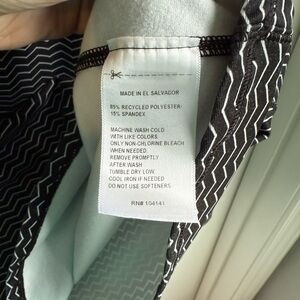 MADE IN EL SALVADOR
85% RECYCLED POLYESTER
15% SPANDEX
MACHINE WASH COLD
WITH LIKE COLORS
ONLY NON-CHLORINE BLEACH
WHEN NEEDED
REMOVE PROMPTLY
AFTER WASH
TUMBLE DRY LOW
COOL IRON IF NEEDED
DO NOT USE SOFTENERS
RN# 104141